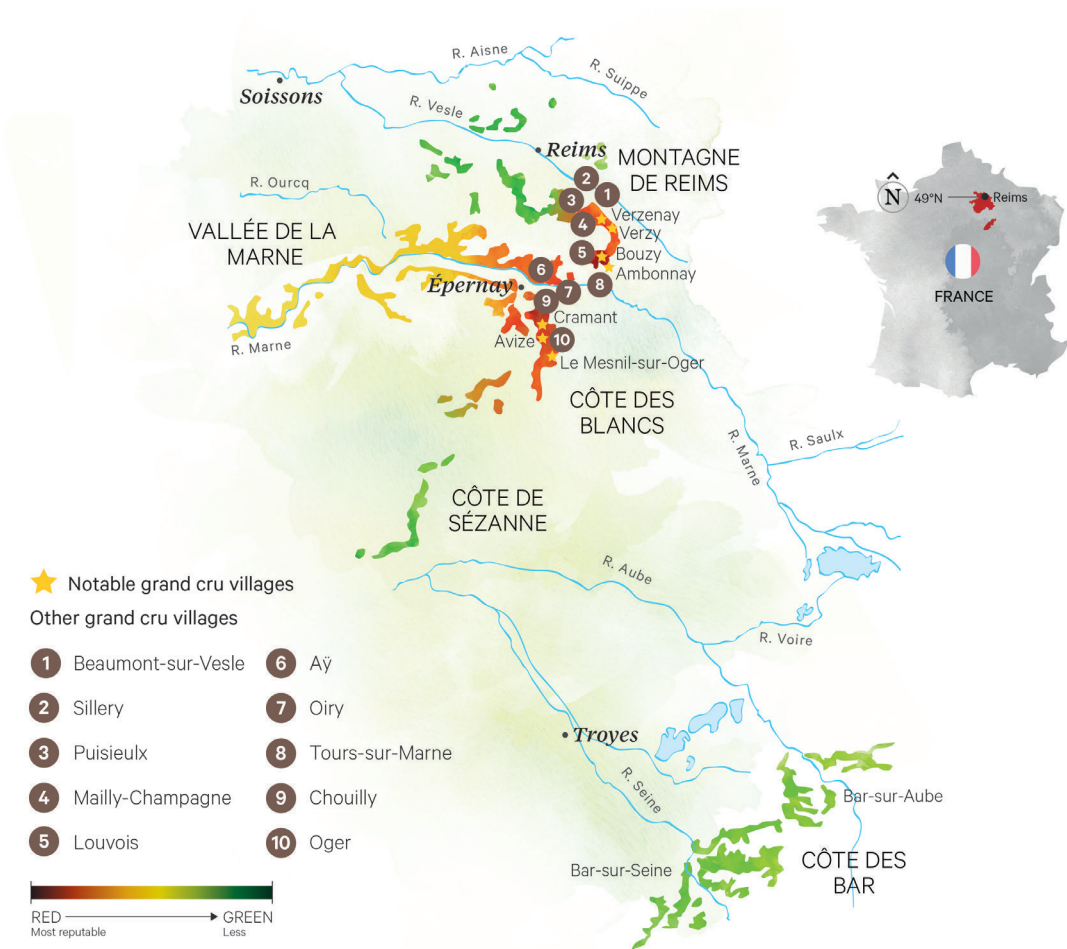 R. Aisne
R. Suippe
Soissons
R. Vesle
Reims
MONTAGNE
DE REIMS
R. Ourcq
VALLÉE DE LA
MARNE
2
1
3
4
Verzenay
Verzy
5
Bouzy
Ambonnay
6
Épernay
7
8
9
Cramant
R. Marne
Avize
10
Le Mesnil-sur-Oger
CÔTE DES
BLANCS
N
49°N
Reims
FRANCE
R. Marne
R. Saulx
CÔTE DE
SÉZANNE
R. Aube
R. Voire
Troyes
R. Seine
Bar-sur-Aube
Bar-sur-Seine
CÔTE DES
BAR
Notable grand cru villages
Other grand cru villages
1 Beaumont-sur-Vesle
2 Sillery
3 Puisieulx
4 Mailly-Champagne
5 Louvois
6 Aÿ
7 Oiry
8 Tours-sur-Marne
9 Chouilly
10 Oger
RED GREEN
Most reputable Less